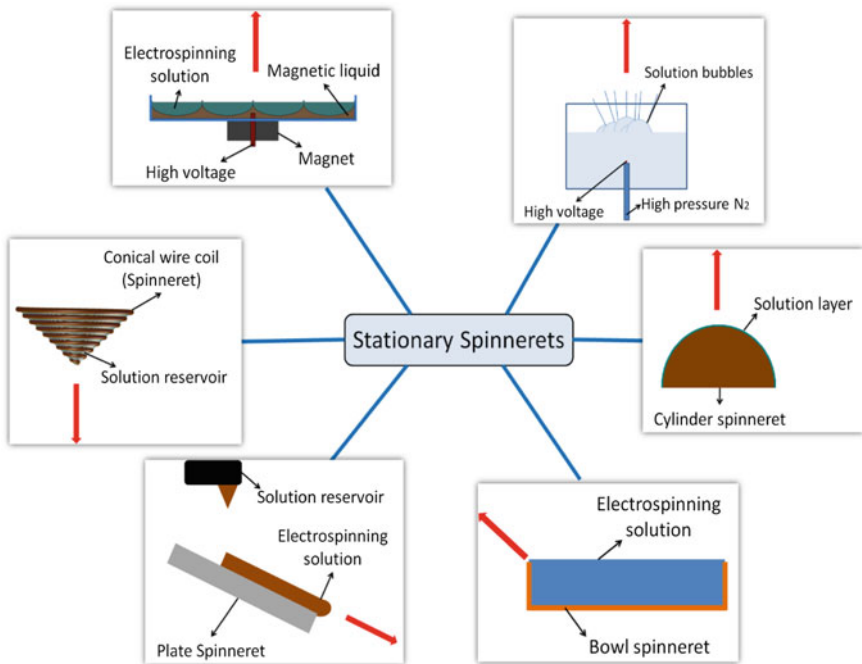 Electrospinning
solution
Magnetic liquid
High voltage
Magnet
Solution bubbles
High voltage
High pressure N₂
Conical wire coil
(Spinneret)
Solution reservoir
Stationary Spinnerets
Solution layer
Cylinder spinneret
Solution reservoir
Electrospinning
solution
Plate Spinneret
Electrospinning
solution
Bowl spinneret